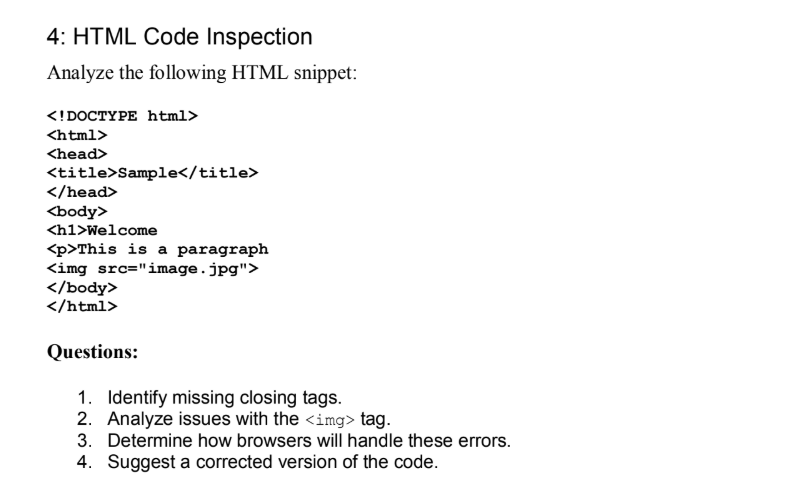 4: HTML Code Inspection
Analyze the following HTML snippet:
<!DOCTYPE html>
<html>
<head>
<title>Sample</title>
</head>
<body>
<h1>Welcome
<p>This is a paragraph
<img src="image.jpg">
</body>
</html>
Questions:
1. Identify missing closing tags.
2. Analyze issues with the <img> tag.
3. Determine how browsers will handle these errors.
4. Suggest a corrected version of the code.